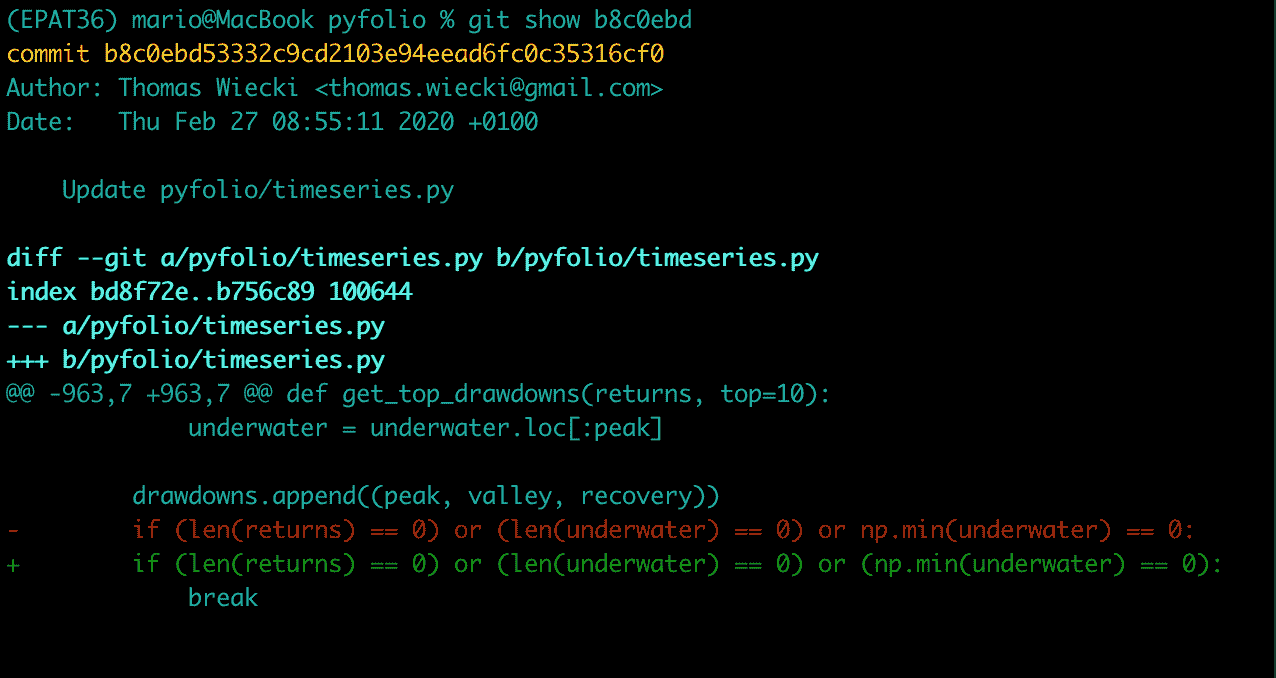 (EPAT36) mario@MacBook pyfolio % git show b8c0ebd
commit b8c0ebd53332c9cd2103e94eead6fc0c35316cf0
Author: Thomas Wiecki <thomas.wiecki@gmail.com>
Date:   Thu Feb 27 08:55:11 2020 +0100
    Update pyfolio/timeseries.py
diff --git a/pyfolio/timeseries.py b/pyfolio/timeseries.py
index bd8f72e..b756c89 100644
--- a/pyfolio/timeseries.py
+++ b/pyfolio/timeseries.py
@@ -963,7 +963,7 @@ def get_top_drawdowns(returns, top=10):
             underwater = underwater.loc[:peak]
         drawdowns.append((peak, valley, recovery))
-        if (len(returns) == 0) or (len(underwater) == 0) or np.min(underwater) == 0:
+        if (len(returns) == 0) or (len(underwater) == 0) or (np.min(underwater) == 0):
             break